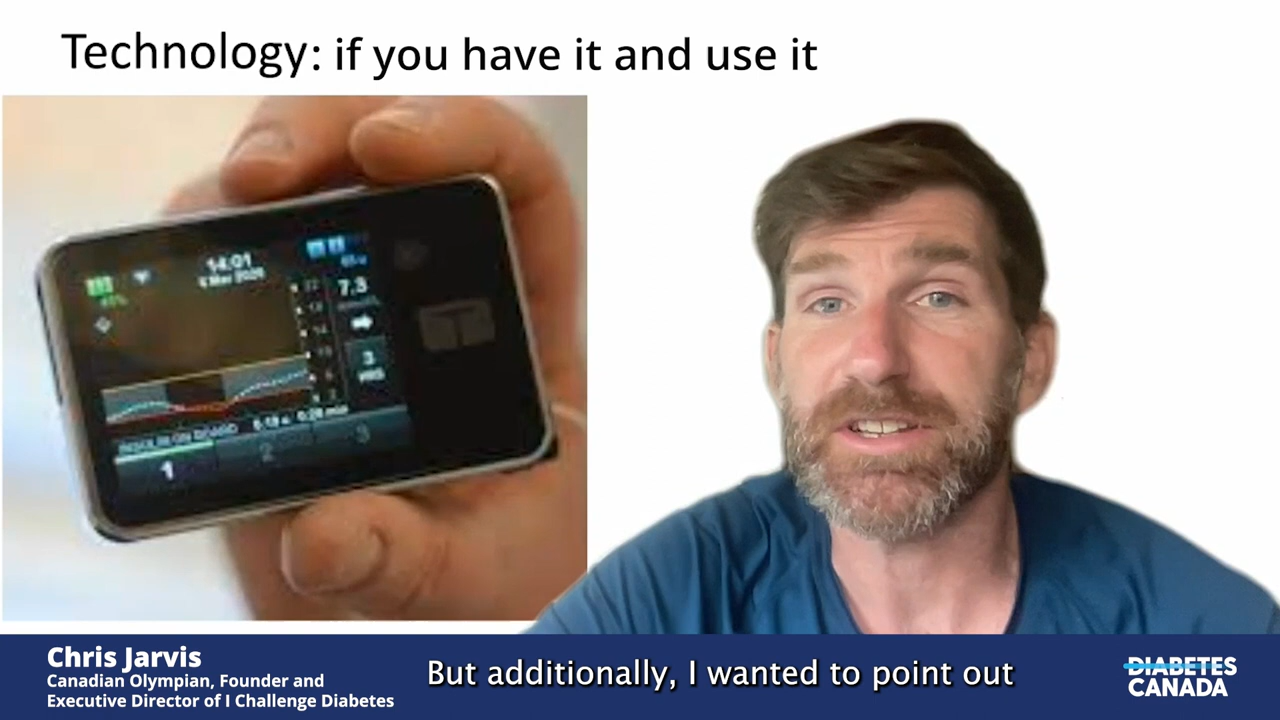 Technology: if you have it and use it
14:01
7.3
3
HRS
INSULIN ON BOARD
1
2
3
Chris Jarvis
Canadian Olympian, Founder and
Executive Director of I Challenge Diabetes
But additionally, I wanted to point out
DIABETES
CANADA